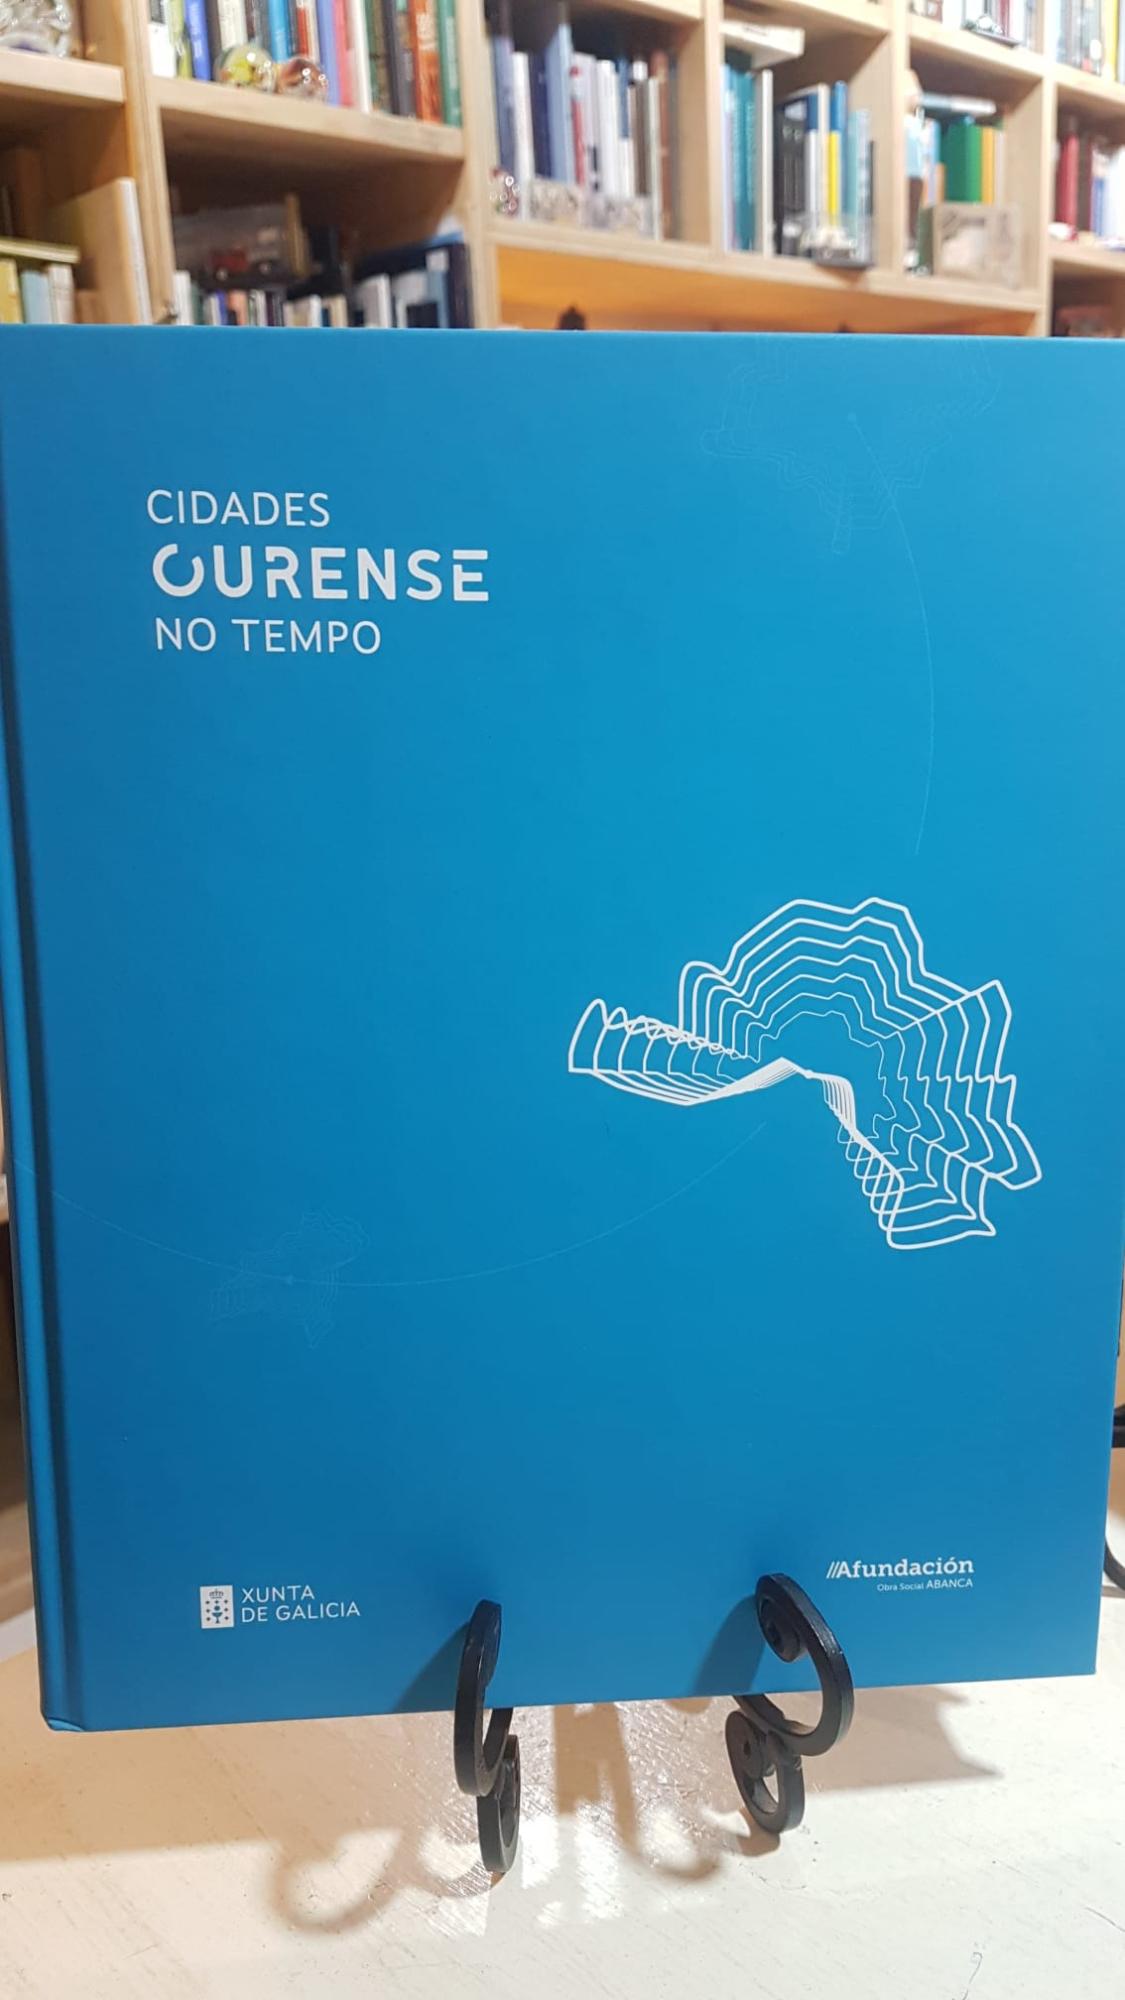 CIDADES
OURENSE
NO TEMPO
XUNTA
DE GALICIA
//Afundación
Obra Social ABANCA